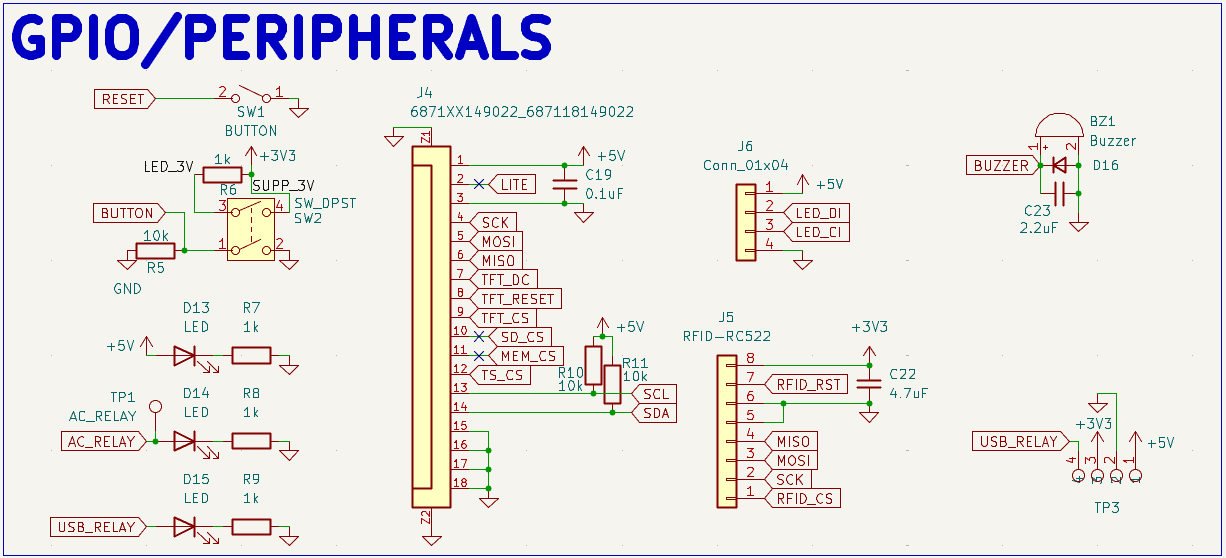 GPIO/PERIPHERALS
RESET
2
1
SW1
BUTTON
LED_3V
1k
R6
+3V3
SUPP_3V
3
4
SW_DPST
SW2
BUTTON
10k
R5
1
2
GND
D13
LED
R7
1k
+5V
TP1
AC_RELAY
D14
LED
R8
1k
AC_RELAY
D15
LED
R9
1k
USB_RELAY
J4
6871XX149022_687118149022
Z1
1
2
3
4
5
6
7
8
9
10
11
12
13
14
15
16
17
18
Z2
+5V
C19
0.1uF
LITE
SCK
MOSI
MISO
TFT_DC
TFT_RESET
TFT_CS
SD_CS
MEM_CS
TS_CS
+5V
R10
10k
R11
10k
SCL
SDA
J6
Conn_01x04
1
2
3
4
+5V
LED_DI
LED_CI
J5
RFID-RC522
8
7
6
5
4
3
2
1
RFID_RST
MISO
MOSI
SCK
RFID_CS
+3V3
C22
4.7uF
BZ1
Buzzer
1
+
2
BUZZER
D16
C23
2.2uF
USB_RELAY
+3V3
+5V
4
3
2
1
4
3
2
1
TP3